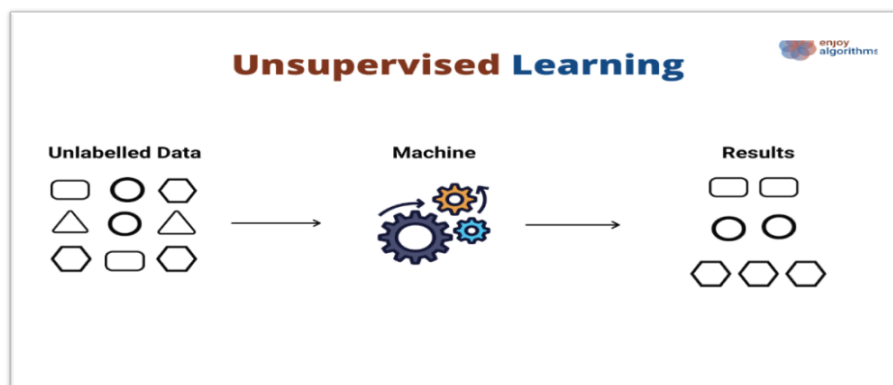 enjoy
algorithms
Unsupervised Learning
Unlabelled Data
Machine
Results